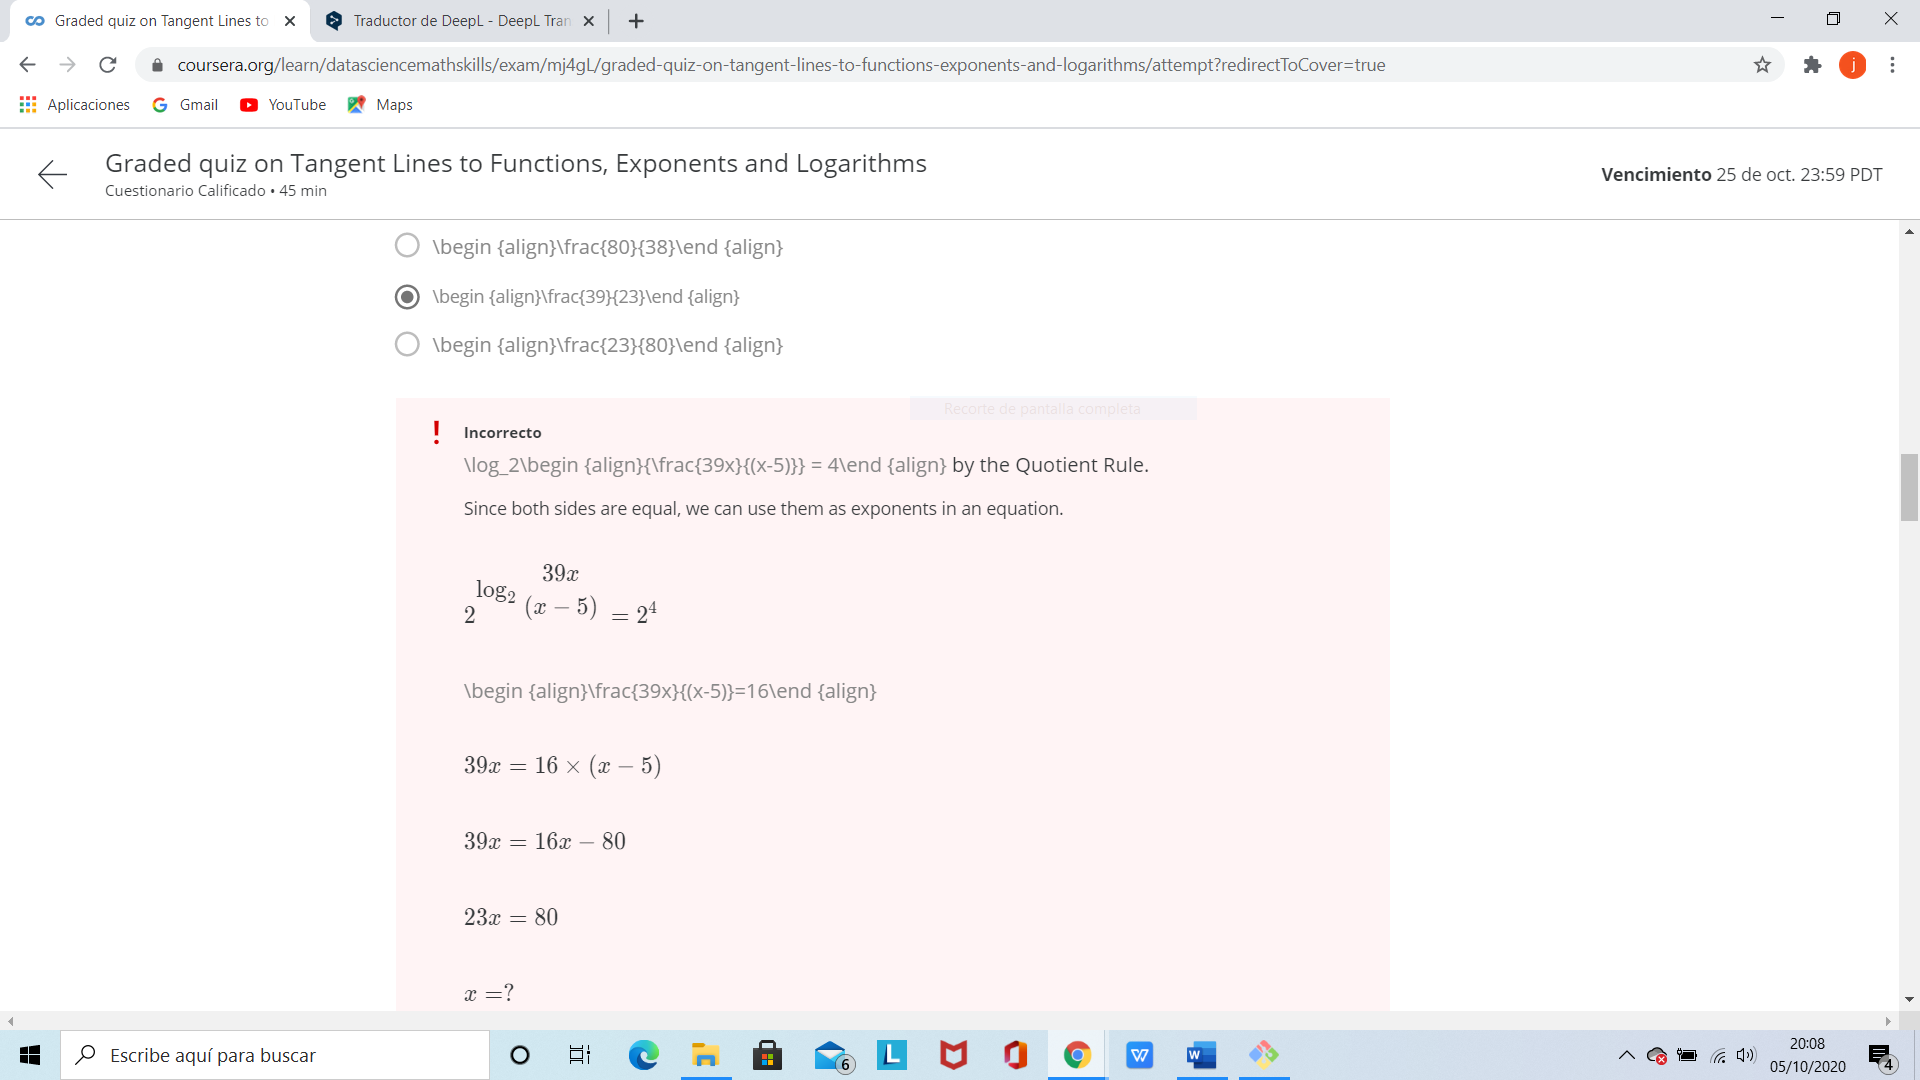 Graded quiz on Tangent Lines to
Traductor de DeepL - DeepL Tran
coursera.org/learn/datasciencemathskills/exam/mj4gL/graded-quiz-on-tangent-lines-to-functions-exponents-and-logarithms/attempt?redirectToCover=true
j
Aplicaciones
Gmail
YouTube
Maps
Graded quiz on Tangent Lines to Functions, Exponents and Logarithms
Cuestionario Calificado • 45 min
Vencimiento 25 de oct. 23:59 PDT
\begin {align}\frac{80}{38}\end {align}
\begin {align}\frac{39}{23}\end {align}
\begin {align}\frac{23}{80}\end {align}
Recorte de pantalla completa
! Incorrecto
\log_2\begin {align}{\frac{39x}{(x-5)}} = 4\end {align} by the Quotient Rule.
Since both sides are equal, we can use them as exponents in an equation.
39x
2 log₂ (x − 5) = 2⁴
\begin {align}\frac{39x}{(x-5)}=16\end {align}
39x = 16 × (x − 5)
39x = 16x − 80
23x = 80
x =?
Escribe aquí para buscar
6
L
W
W
20:08
05/10/2020
4